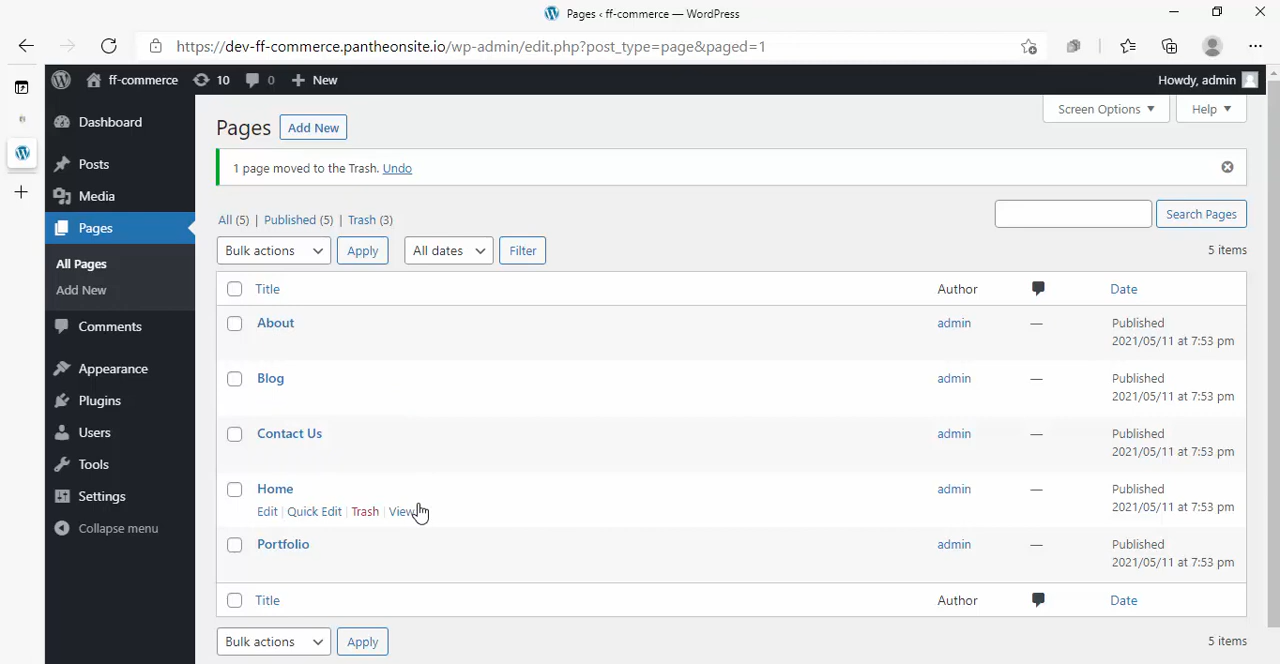 Pages ‹ ff-commerce — WordPress
https://dev-ff-commerce.pantheonsite.io/wp-admin/edit.php?post_type=page&paged=1
ff-commerce 10 0 + New Howdy, admin
Screen Options Help
Dashboard
Posts
Media
Pages
All Pages
Add New
Comments
Appearance
Plugins
Users
Tools
Settings
Collapse menu
Pages Add New
1 page moved to the Trash. Undo
All (5) | Published (5) | Trash (3)
Search Pages
Bulk actions Apply All dates Filter 5 items
Title Author Date
About admin — Published
2021/05/11 at 7:53 pm
Blog admin — Published
2021/05/11 at 7:53 pm
Contact Us admin — Published
2021/05/11 at 7:53 pm
Home admin — Published
Edit | Quick Edit | Trash | View 2021/05/11 at 7:53 pm
Portfolio admin — Published
2021/05/11 at 7:53 pm
Title Author Date
Bulk actions Apply 5 items